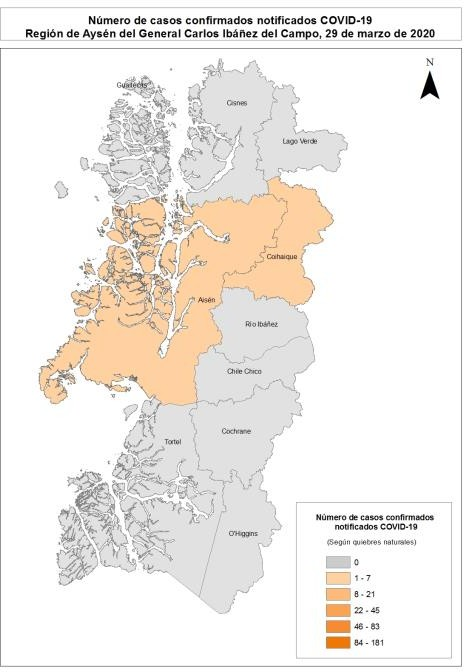 Número de casos confirmados notificados COVID-19
Región de Aysén del General Carlos Ibáñez del Campo, 29 de marzo de 2020
N
Guaitecas
Cisnes
Lago Verde
Coihaique
Aisén
Río Ibáñez
Chile Chico
Cochrane
Tortel
O'Higgins
Número de casos confirmados
notificados COVID-19
(Según quiebres naturales)
0
1 - 7
8 - 21
22 - 45
46 - 83
84 - 181